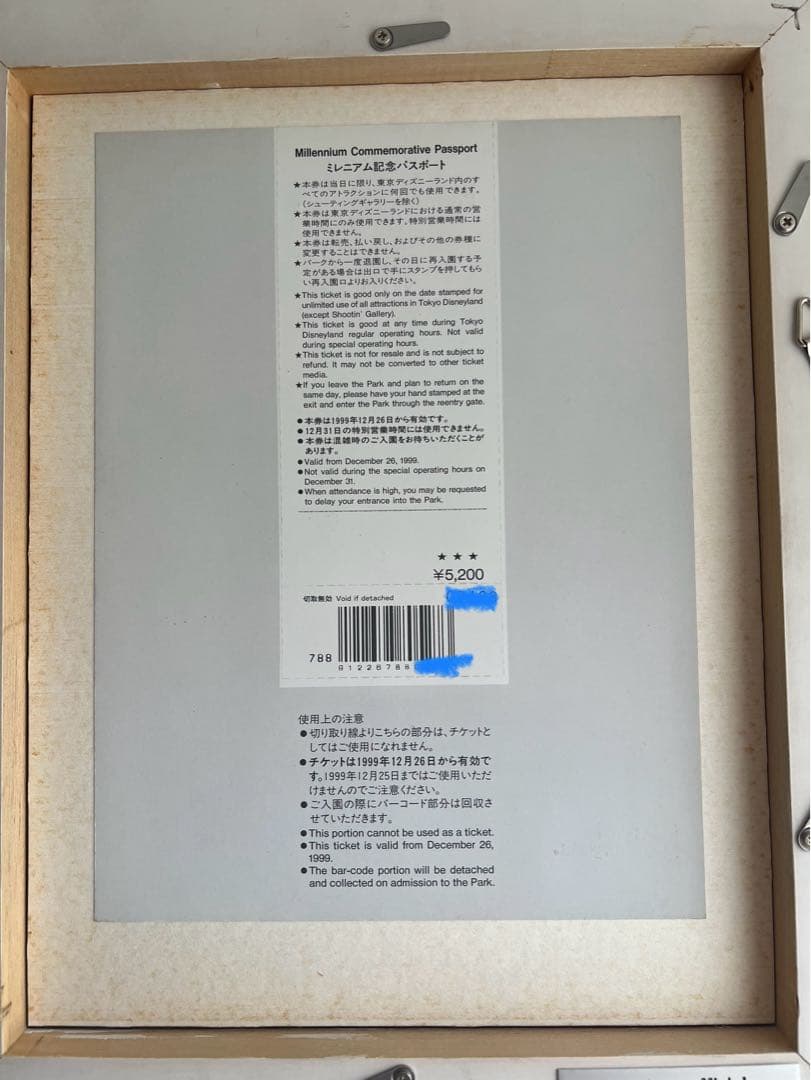 Millennium Commemorative Passport
ミレニアム記念パスポート
★本券は当日に限り、東京ディズニーランド内のす
べてのアトラクションに何回でも使用できます。
(シューティングギャラリーを除く)
★本券は東京ディズニーランドにおける通常の営
業時間にのみ使用できます。特別営業時間には
使用できません。
★本券は転売、払い戻し、およびその他の券種に
変更することはできません。
★パークから一度退園し、その日に再入園する予
定がある場合は出口で手にスタンプを押してもら
い再入園口よりお入りください。
★This ticket is good only on the date stamped for
unlimited use of all attractions in Tokyo Disneyland
(except Shootin' Gallery).
★This ticket is good at any time during Tokyo
Disneyland regular operating hours. Not valid
during special operating hours.
★This ticket is not for resale and is not subject to
refund. It may not be converted to other ticket
media.
★If you leave the Park and plan to return on the
same day, please have your hand stamped at the
exit and enter the Park through the reentry gate.
●本券は1999年12月26日から有効です。
●12月31日の特別営業時間には使用できません。
●本券は混雑時のご入園をお待ちいただくことが
あります。
●Valid from December 26, 1999.
●Not valid during the special operating hours on
December 31.
●When attendance is high, you may be requested
to delay your entrance into the Park.
★ ★ ★
¥5,200
切取無効 Void if detached
788
91226788
使用上の注意
●切り取り線よりこちらの部分は、チケットと
してはご使用になれません。
●チケットは1999年12月26日から有効で
す。1999年12月25日まではご使用いただ
けませんのでご注意ください。
●ご入園の際にバーコード部分は回収さ
せていただきます。
●This portion cannot be used as a ticket.
●This ticket is valid from December 26,
1999.
●The bar-code portion will be detached
and collected on admission to the Park.